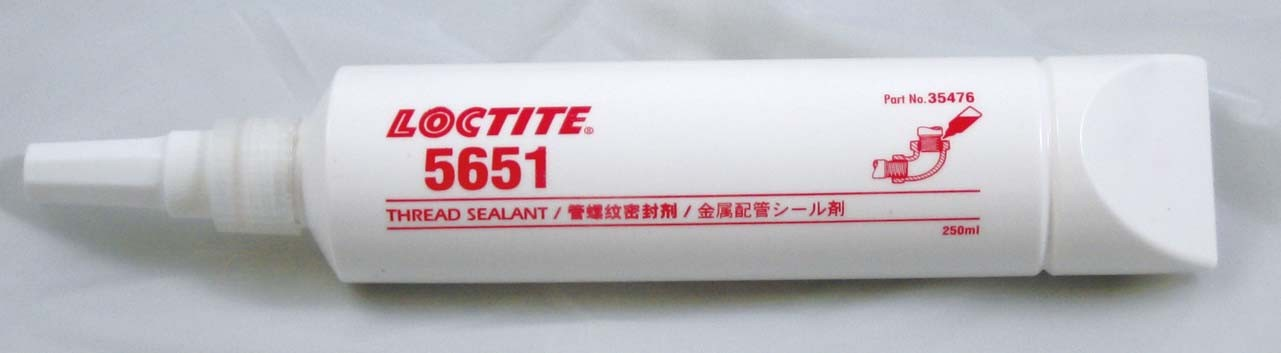 Part No. 35476
LOCTITE®
5651
THREAD SEALANT / 管螺纹密封剂 / 金属配管シール剤
250ml